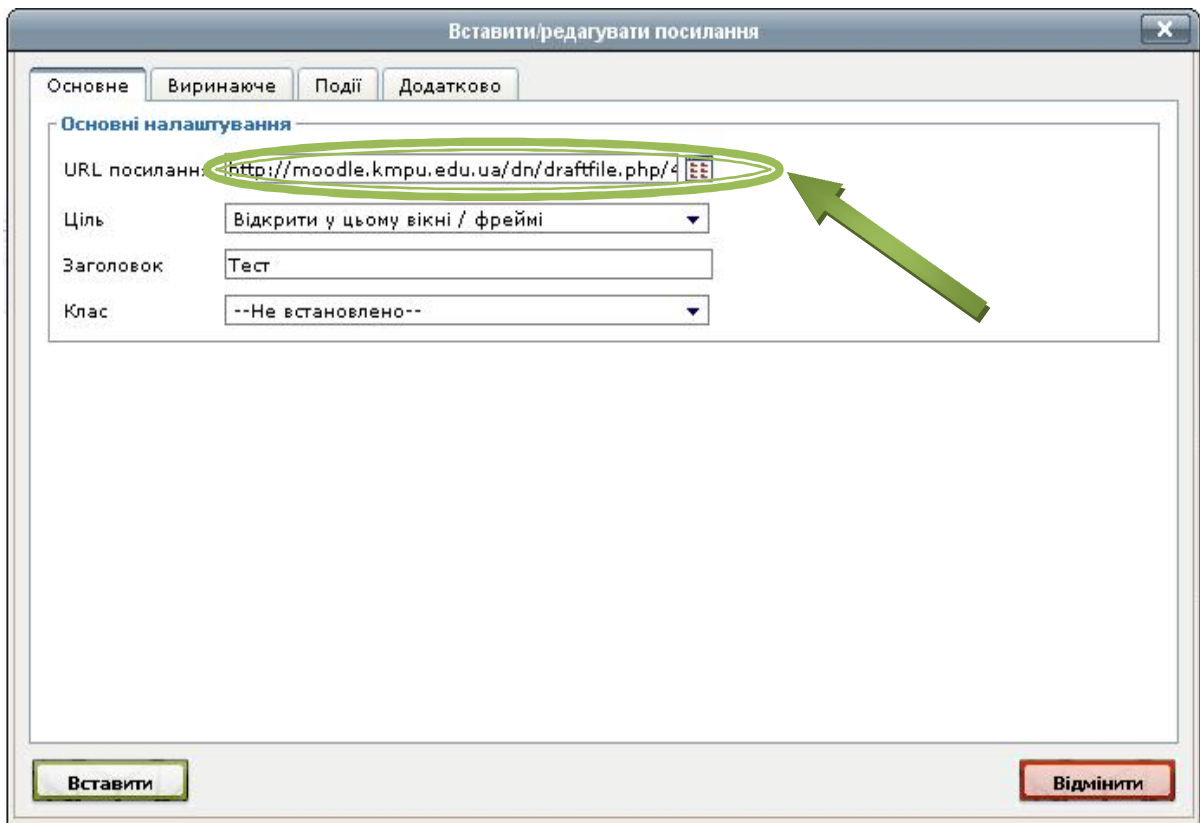 Вставити/редагувати посилання
Основне Виринаюче Події Додатково
Основні налаштування
URL посилання http://moodle.kmpu.edu.ua/dn/draftfile.php/4
Ціль Відкрити у цьому вікні / фреймі
Заголовок Тест
Клас --Не встановлено--
Вставити Відмінити